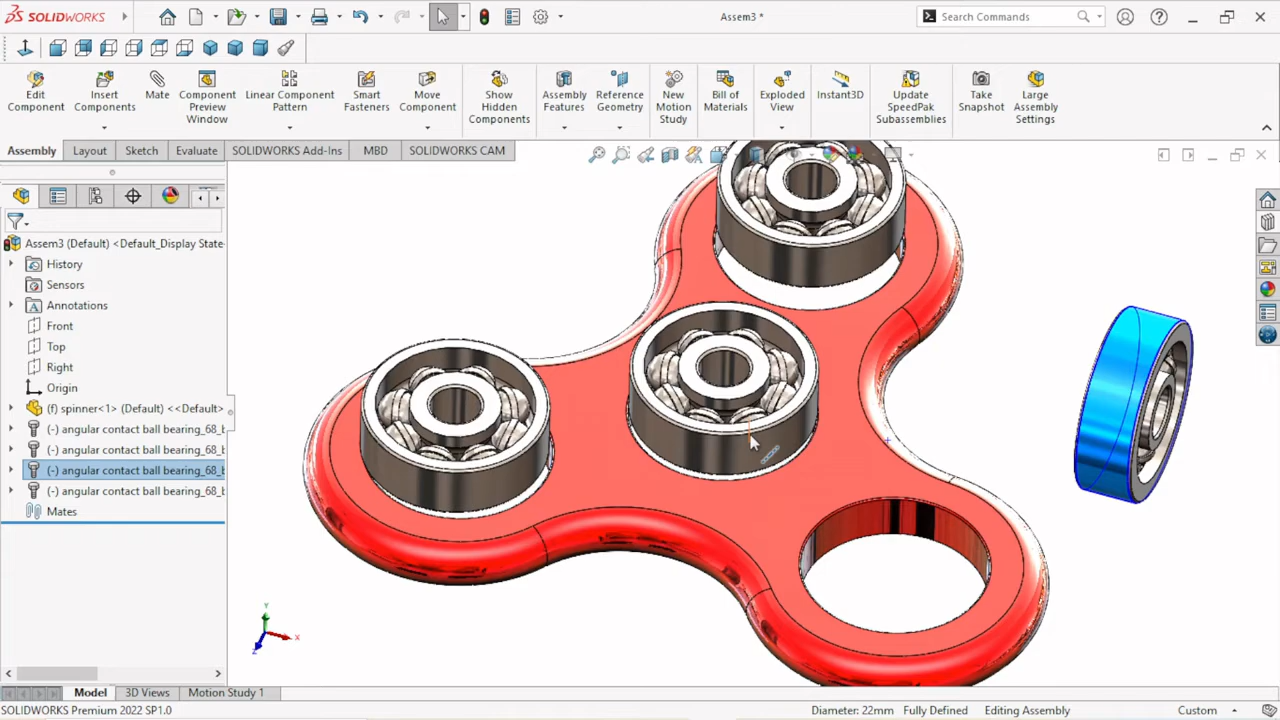 SOLIDWORKS
Assem3 *
Search Commands
Edit Component
Insert Components
Mate
Component Preview Window
Linear Component Pattern
Smart Fasteners
Move Component
Show Hidden Components
Assembly Features
Reference Geometry
New Motion Study
Bill of Materials
Exploded View
Instant3D
Update SpeedPak Subassemblies
Take Snapshot
Large Assembly Settings
Assembly
Layout
Sketch
Evaluate
SOLIDWORKS Add-Ins
MBD
SOLIDWORKS CAM
Assem3 (Default) <Default_Display State-
History
Sensors
Annotations
Front
Top
Right
Origin
(f) spinner<1> (Default) <<Default>
(-) angular contact ball bearing_68_b
(-) angular contact ball bearing_68_b
(-) angular contact ball bearing_68_b
(-) angular contact ball bearing_68_b
Mates
Y
X
Z
Model
3D Views
Motion Study 1
SOLIDWORKS Premium 2022 SP1.0
Diameter: 22mm
Fully Defined
Editing Assembly
Custom